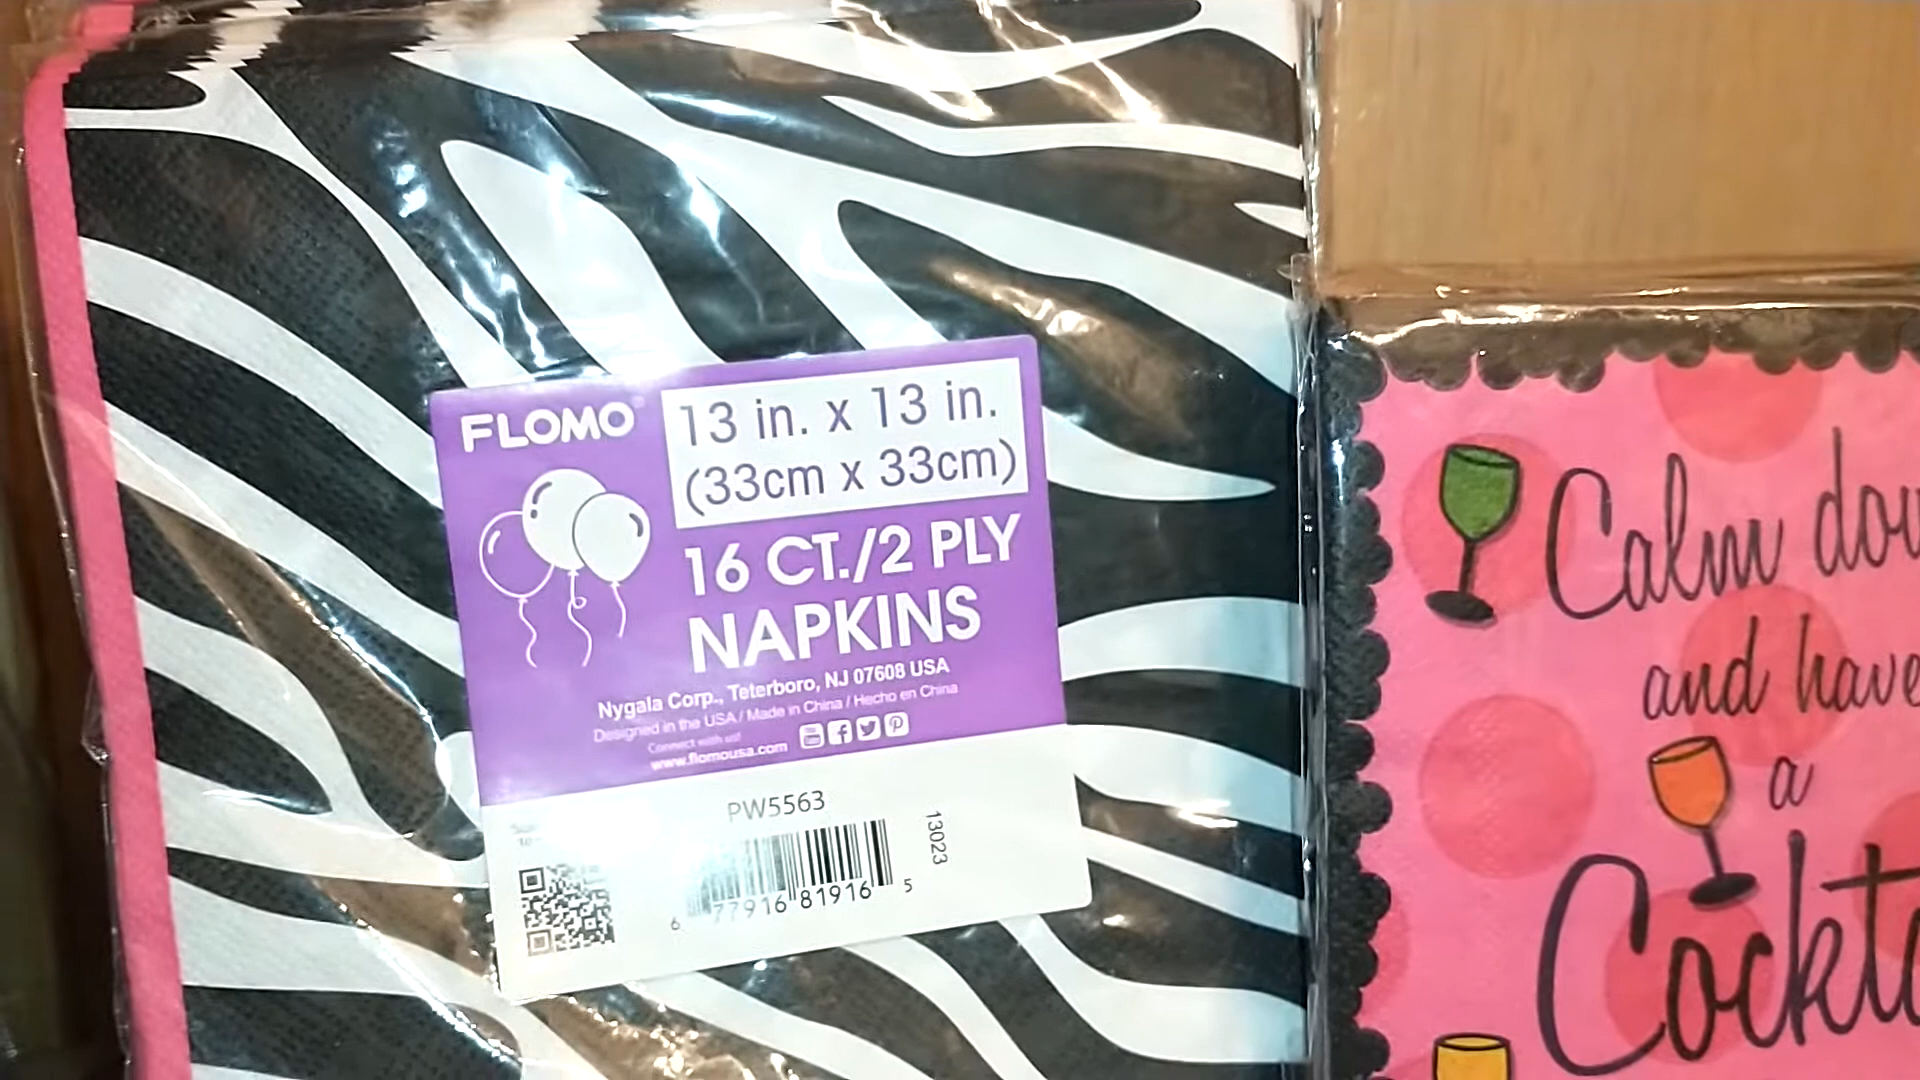 FLOMO
13 in. x 13 in.
(33cm x 33cm)
16 CT./2 PLY
NAPKINS
Nygala Corp., Teterboro, NJ 07608 USA
Designed in the USA / Made in China / Hecho en China
Connect with us!
www.flomousa.com
PW5563
13023
6 77916 81916 5
Calm
and have
a